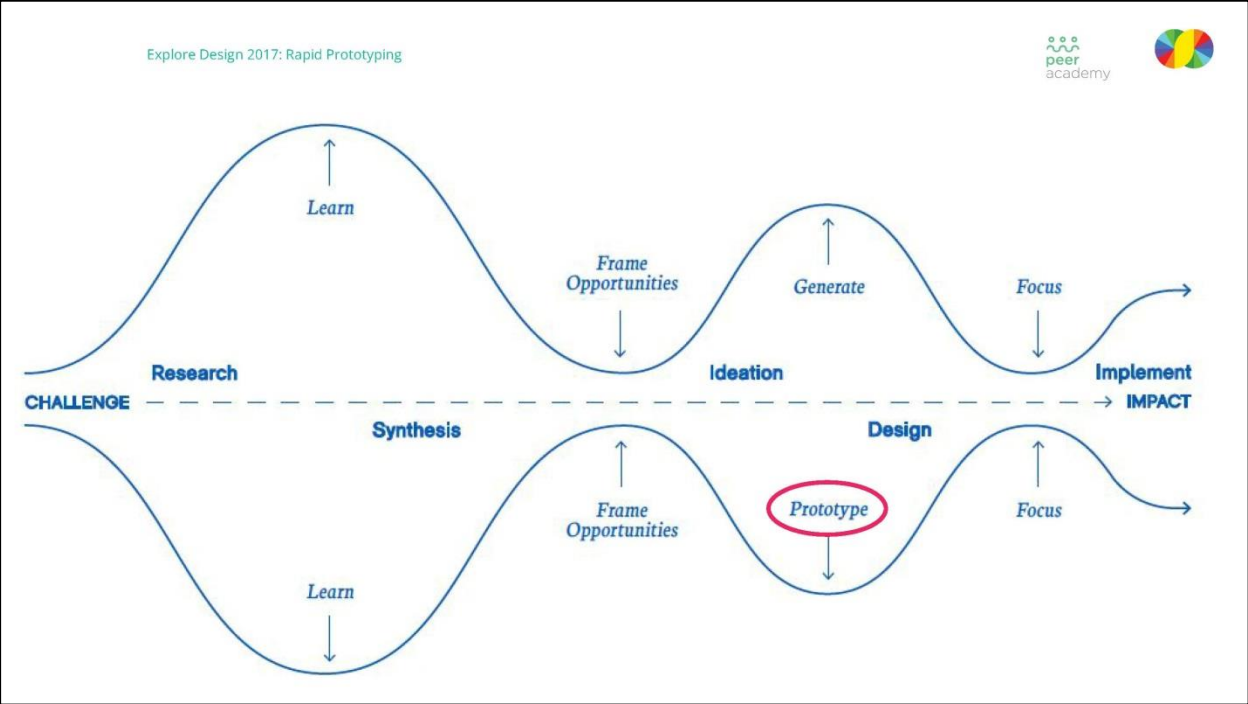 Explore Design 2017: Rapid Prototyping
peer
academy
Learn
Frame
Opportunities
Generate
Focus
Research
Ideation
Implement
CHALLENGE
IMPACT
Synthesis
Design
Frame
Opportunities
Prototype
Focus
Learn